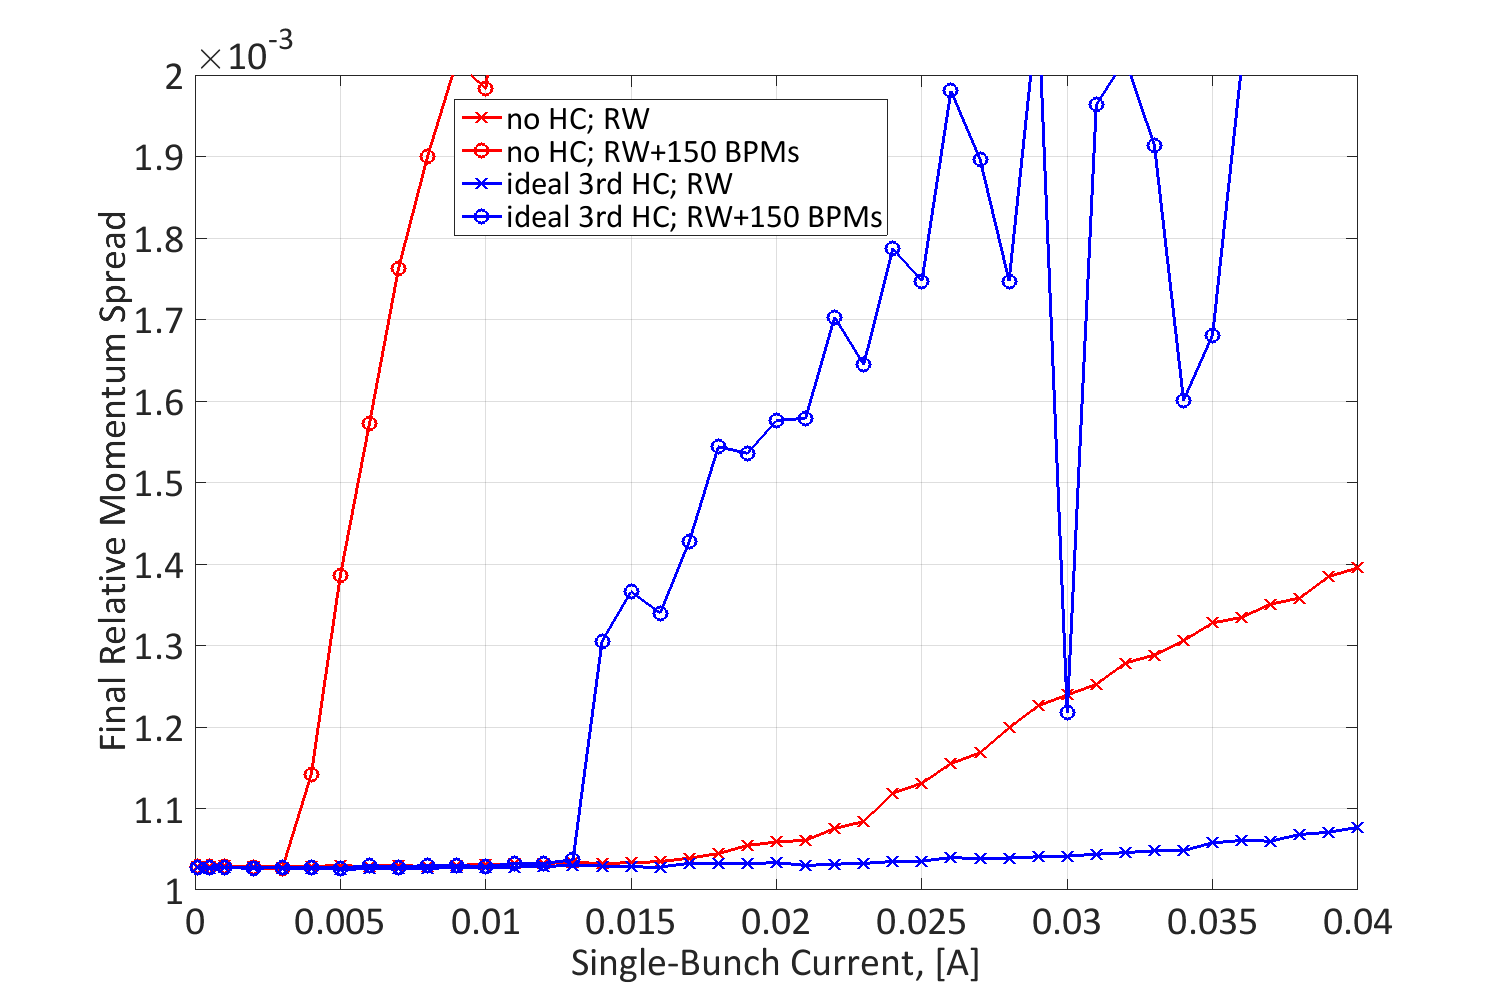 ×10-3
2
1.9
1.8
1.7
1.6
1.5
1.4
1.3
1.2
1.1
1
Final Relative Momentum Spread
no HC; RW
no HC; RW+150 BPMs
ideal 3rd HC; RW
ideal 3rd HC; RW+150 BPMs
0 0.005 0.01 0.015 0.02 0.025 0.03 0.035 0.04
Single-Bunch Current, [A]